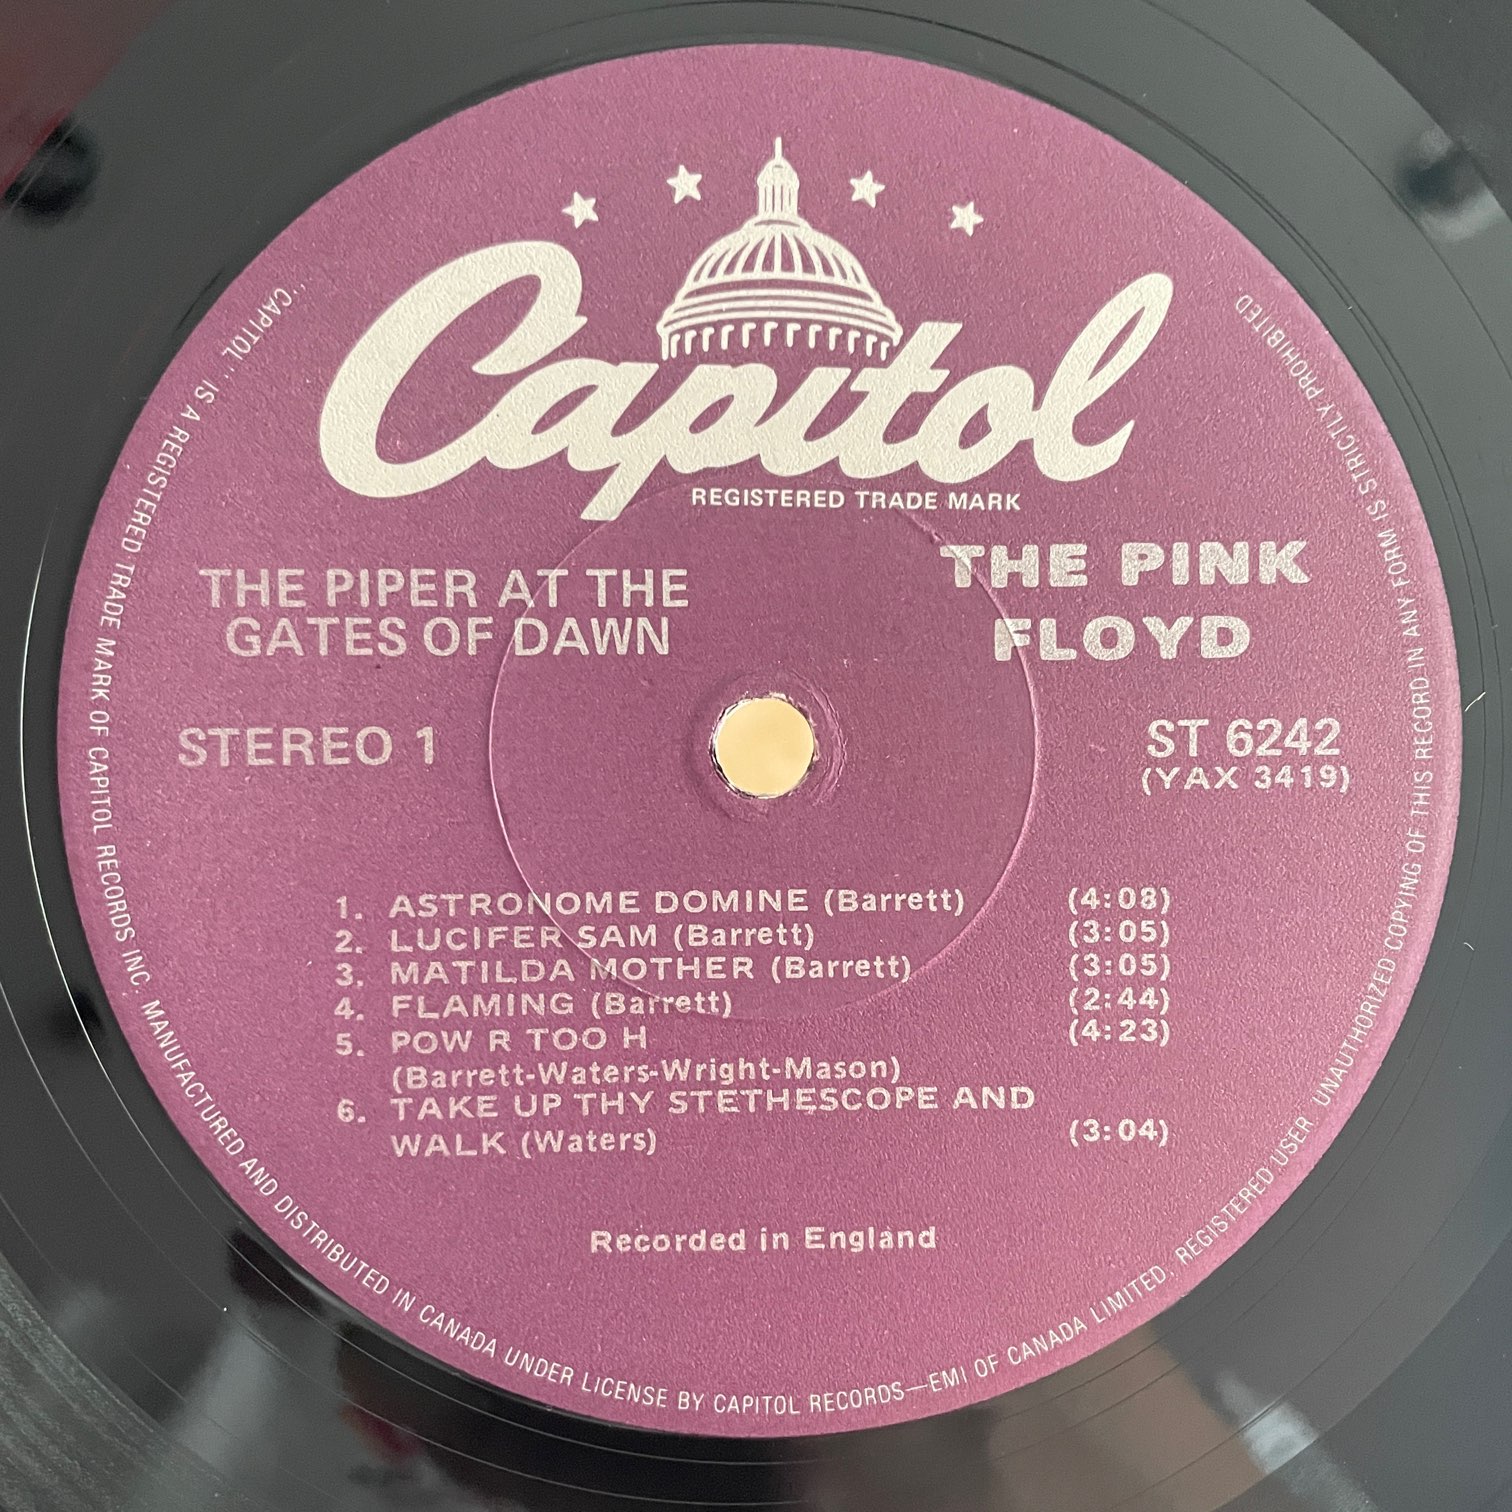 Capitol
REGISTERED TRADE MARK
THE PIPER AT THE
GATES OF DAWN
THE PINK
FLOYD
STEREO 1
ST 6242
(YAX 3419)
1. ASTRONOME DOMINE (Barrett) (4:08)
2. LUCIFER SAM (Barrett) (3:05)
3. MATILDA MOTHER (Barrett) (3:05)
4. FLAMING (Barrett) (2:44)
5. POW R TOO H (4:23)
(Barrett-Waters-Wright-Mason)
6. TAKE UP THY STETHESCOPE AND
WALK (Waters) (3:04)
Recorded in England
"CAPITOL" IS A REGISTERED TRADE MARK OF CAPITOL RECORDS INC. MANUFACTURED AND DISTRIBUTED IN CANADA UNDER LICENSE BY CAPITOL RECORDS—EMI OF CANADA LIMITED, REGISTERED USER. UNAUTHORIZED COPYING OF THIS RECORD IN ANY FORM IS STRICTLY PROHIBITED.